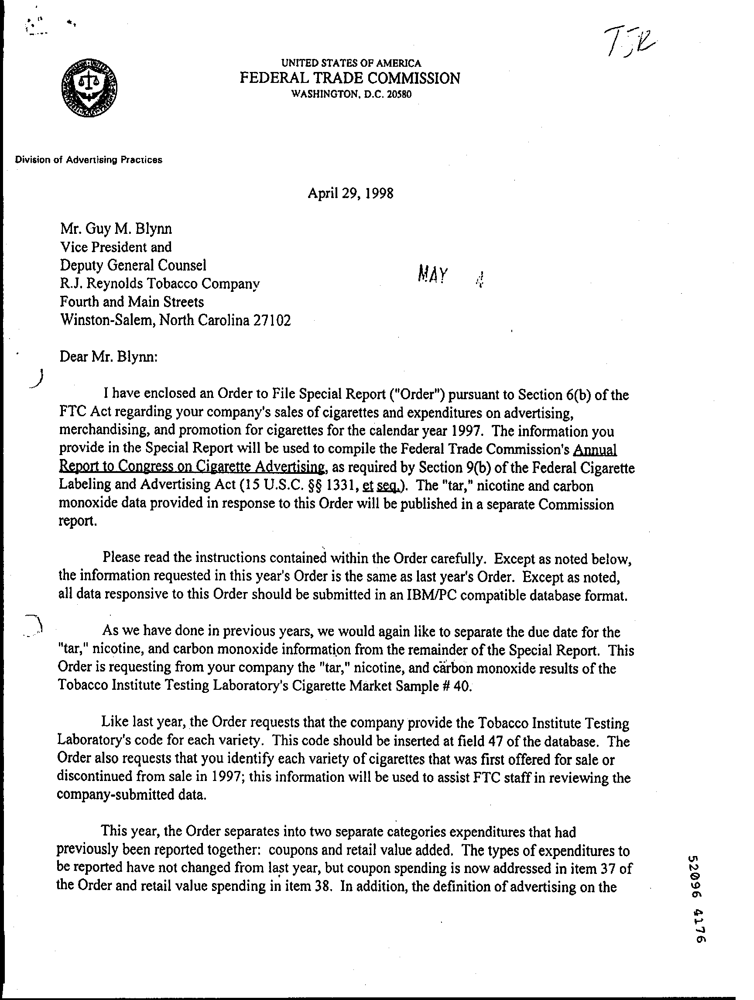 TJR
UNITED STATES OF AMERICA
FEDERAL TRADE COMMISSION
WASHINGTON, D.C. 20580
Division of Advertising Practices
April 29, 1998
Mr. Guy M. Blynn
Vice President and
Deputy General Counsel
R.J. Reynolds Tobacco Company
Fourth and Main Streets
Winston-Salem, North Carolina 27102
MAY 4
Dear Mr. Blynn:
I have enclosed an Order to File Special Report ("Order") pursuant to Section 6(b) of the
FTC Act regarding your company's sales of cigarettes and expenditures on advertising,
merchandising, and promotion for cigarettes for the calendar year 1997. The information you
provide in the Special Report will be used to compile the Federal Trade Commission's Annual
Report to Congress on Cigarette Advertising, as required by Section 9(b) of the Federal Cigarette
Labeling and Advertising Act (15 U.S.C. §§ 1331, et seq.). The "tar," nicotine and carbon
monoxide data provided in response to this Order will be published in a separate Commission
report.
Please read the instructions contained within the Order carefully. Except as noted below,
the information requested in this year's Order is the same as last year's Order. Except as noted,
all data responsive to this Order should be submitted in an IBM/PC compatible database format.
As we have done in previous years, we would again like to separate the due date for the
"tar," nicotine, and carbon monoxide information from the remainder of the Special Report. This
Order is requesting from your company the "tar," nicotine, and carbon monoxide results of the
Tobacco Institute Testing Laboratory's Cigarette Market Sample # 40.
Like last year, the Order requests that the company provide the Tobacco Institute Testing
Laboratory's code for each variety. This code should be inserted at field 47 of the database. The
Order also requests that you identify each variety of cigarettes that was first offered for sale or
discontinued from sale in 1997; this information will be used to assist FTC staff in reviewing the
company-submitted data.
This year, the Order separates into two separate categories expenditures that had
previously been reported together: coupons and retail value added. The types of expenditures to
be reported have not changed from last year, but coupon spending is now addressed in item 37 of
the Order and retail value spending in item 38. In addition, the definition of advertising on the
52096 4176